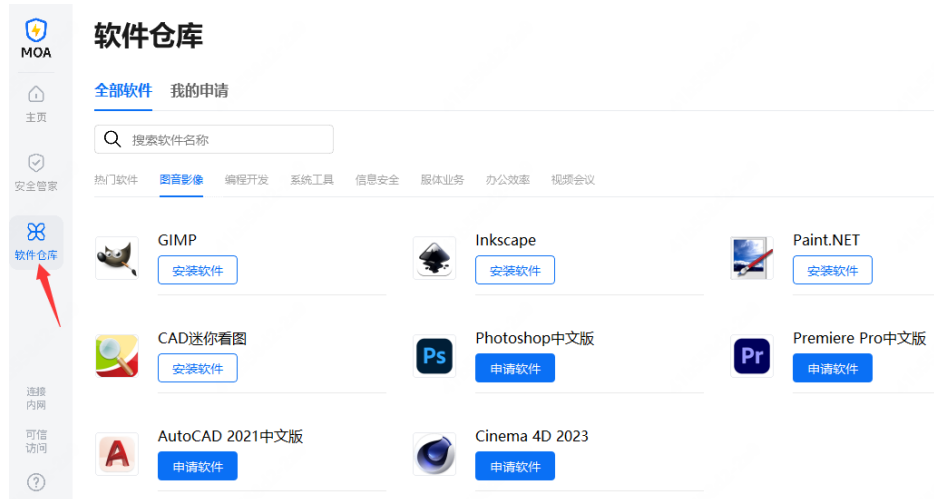 MOA
主页
安全管家
软件仓库
连接
内网
可信
访问
软件仓库
全部软件 我的申请
搜索软件名称
热门软件 图音影像 编程开发 系统工具 信息安全 服体业务 办公效率 视频会议
GIMP Inkscape Paint.NET
安装软件 安装软件 安装软件
CAD迷你看图 Photoshop中文版 Premiere Pro中文版
Ps Pr
安装软件 申请软件 申请软件
AutoCAD 2021中文版 Cinema 4D 2023
申请软件 申请软件